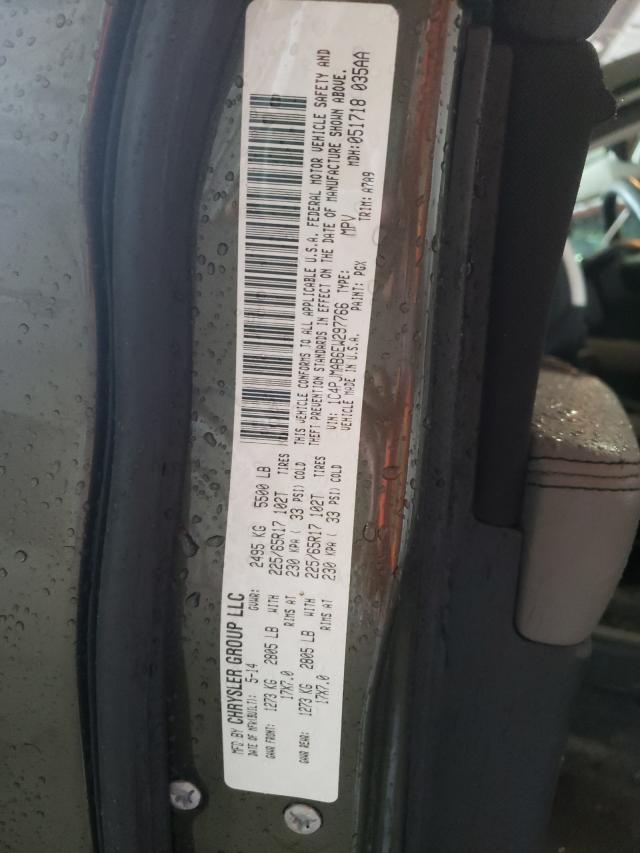 MFD BY CHRYSLER GROUP LLC
DATE OF MFR(BUILT): 5-14 GVWR: 2495 KG 5500 LB
GAWR FRONT: 1273 KG 2805 LB WITH 225/65R17 102T TIRES
17X7.0 RIMS AT 230 KPA ( 33 PSI) COLD
GAWR REAR: 1273 KG 2805 LB WITH 225/65R17 102T TIRES
17X7.0 RIMS AT 230 KPA ( 33 PSI) COLD
THIS VEHICLE CONFORMS TO ALL APPLICABLE U.S.A. FEDERAL MOTOR VEHICLE SAFETY AND
THEFT PREVENTION STANDARDS IN EFFECT ON THE DATE OF MANUFACTURE SHOWN ABOVE.
VIN: 1C4PJMAB6EW297766 TYPE: MPV MDH:051718 035AA
VEHICLE MADE IN U.S.A. PAINT: PGX TRIM: A7A9